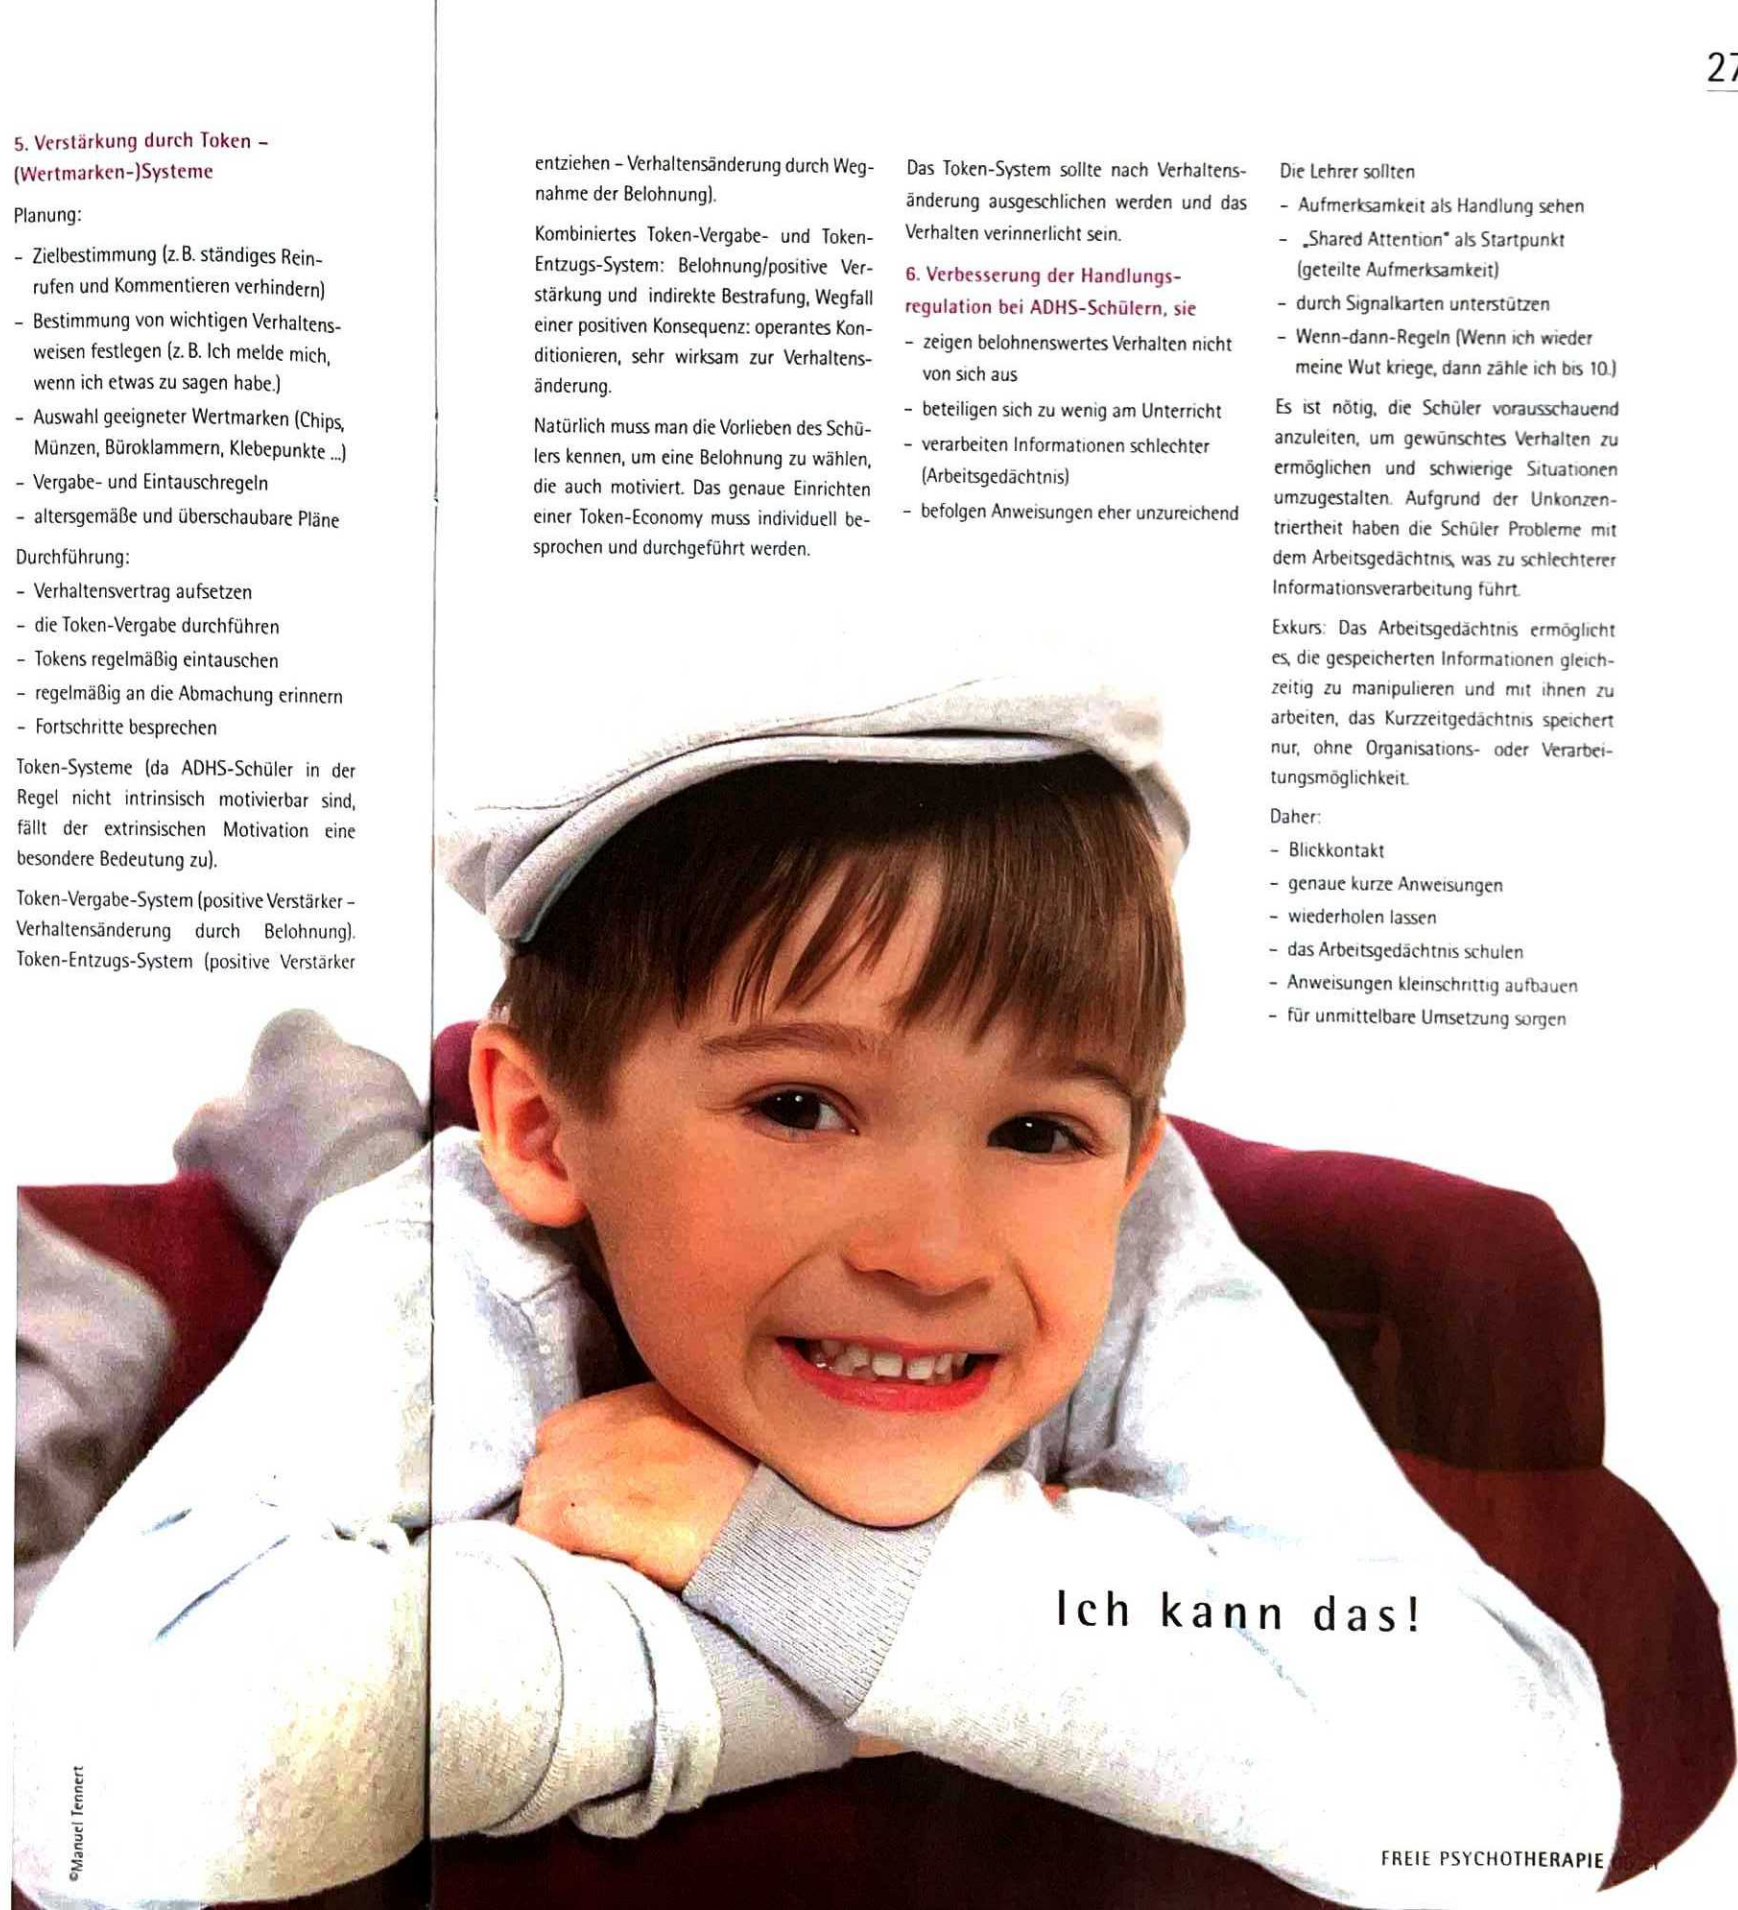 27
5. Verstärkung durch Token –
(Wertmarken-)Systeme
Planung:
– Zielbestimmung (z. B. ständiges Rein-
rufen und Kommentieren verhindern)
– Bestimmung von wichtigen Verhaltens-
weisen festlegen (z. B. Ich melde mich,
wenn ich etwas zu sagen habe.)
– Auswahl geeigneter Wertmarken (Chips,
Münzen, Büroklammern, Klebepunkte ...)
– Vergabe- und Eintauschregeln
– altersgemäße und überschaubare Pläne
Durchführung:
– Verhaltensvertrag aufsetzen
– die Token-Vergabe durchführen
– Tokens regelmäßig eintauschen
– regelmäßig an die Abmachung erinnern
– Fortschritte besprechen
Token-Systeme (da ADHS-Schüler in der
Regel nicht intrinsisch motivierbar sind,
fällt der extrinsischen Motivation eine
besondere Bedeutung zu).
Token-Vergabe-System (positive Verstärker –
Verhaltensänderung durch Belohnung).
Token-Entzugs-System (positive Verstärker
entziehen – Verhaltensänderung durch Weg-
nahme der Belohnung).
Kombiniertes Token-Vergabe- und Token-
Entzugs-System: Belohnung/positive Ver-
stärkung und indirekte Bestrafung, Wegfall
einer positiven Konsequenz: operantes Kon-
ditionieren, sehr wirksam zur Verhaltens-
änderung.
Natürlich muss man die Vorlieben des Schü-
lers kennen, um eine Belohnung zu wählen,
die auch motiviert. Das genaue Einrichten
einer Token-Economy muss individuell be-
sprochen und durchgeführt werden.
Das Token-System sollte nach Verhaltens-
änderung ausgeschlichen werden und das
Verhalten verinnerlicht sein.
6. Verbesserung der Handlungs-
regulation bei ADHS-Schülern, sie
– zeigen belohnenswertes Verhalten nicht
von sich aus
– beteiligen sich zu wenig am Unterricht
– verarbeiten Informationen schlechter
(Arbeitsgedächtnis)
– befolgen Anweisungen eher unzureichend
Die Lehrer sollten
– Aufmerksamkeit als Handlung sehen
– „Shared Attention“ als Startpunkt
(geteilte Aufmerksamkeit)
– durch Signalkarten unterstützen
– Wenn-dann-Regeln (Wenn ich wieder
meine Wut kriege, dann zähle ich bis 10.)
Es ist nötig, die Schüler vorausschauend
anzuleiten, um gewünschtes Verhalten zu
ermöglichen und schwierige Situationen
umzugestalten. Aufgrund der Unkonzen-
triertheit haben die Schüler Probleme mit
dem Arbeitsgedächtnis, was zu schlechterer
Informationsverarbeitung führt.
Exkurs: Das Arbeitsgedächtnis ermöglicht
es, die gespeicherten Informationen gleich-
zeitig zu manipulieren und mit ihnen zu
arbeiten, das Kurzzeitgedächtnis speichert
nur, ohne Organisations- oder Verarbei-
tungsmöglichkeit.
Daher:
– Blickkontakt
– genaue kurze Anweisungen
– wiederholen lassen
– das Arbeitsgedächtnis schulen
– Anweisungen kleinschrittig aufbauen
– für unmittelbare Umsetzung sorgen
Ich kann das!
©Manuel Tennert
FREIE PSYCHOTHERAPIE